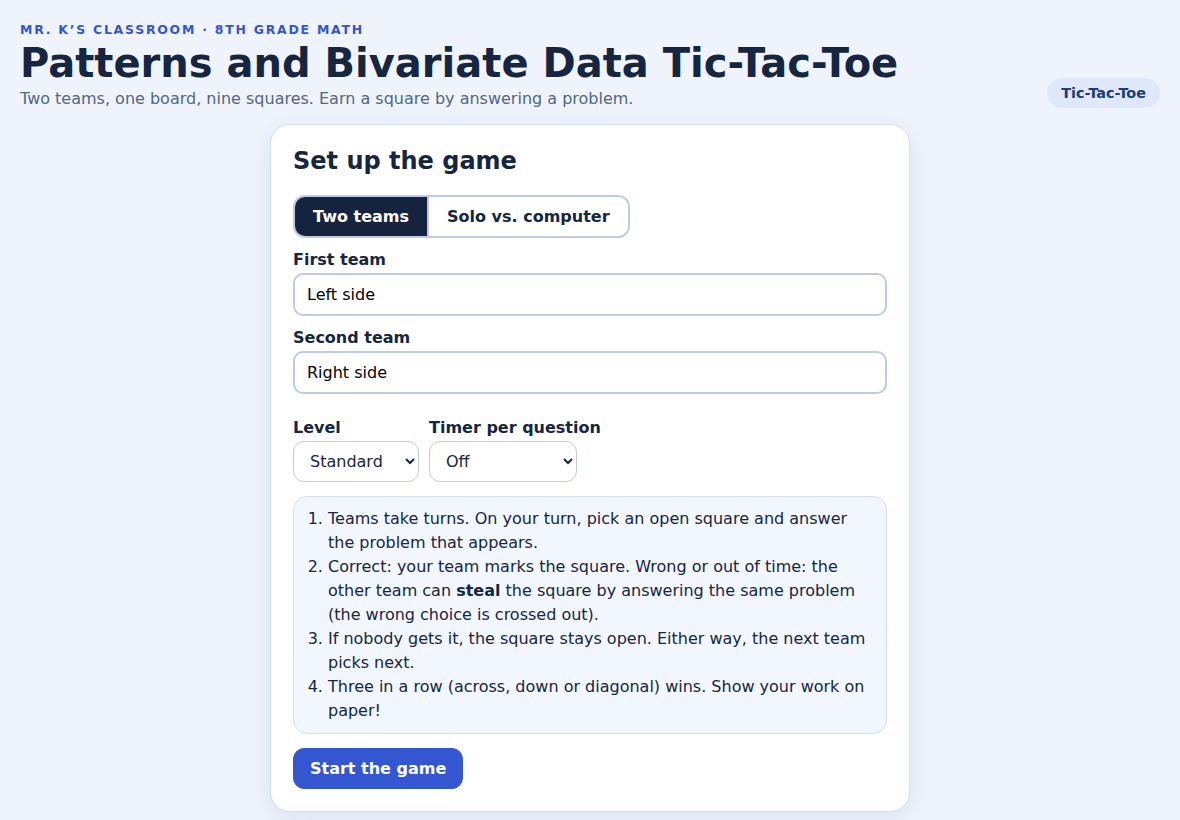 MR. K’S CLASSROOM · 8TH GRADE MATH
Patterns and Bivariate Data Tic-Tac-Toe
Two teams, one board, nine squares. Earn a square by answering a problem.
Tic-Tac-Toe
Set up the game
Two teams
Solo vs. computer
First team
Left side
Second team
Right side
Level
Timer per question
Standard
Off
1. Teams take turns. On your turn, pick an open square and answer
the problem that appears.
2. Correct: your team marks the square. Wrong or out of time: the
other team can steal the square by answering the same problem
(the wrong choice is crossed out).
3. If nobody gets it, the square stays open. Either way, the next team
picks next.
4. Three in a row (across, down or diagonal) wins. Show your work on
paper!
Start the game